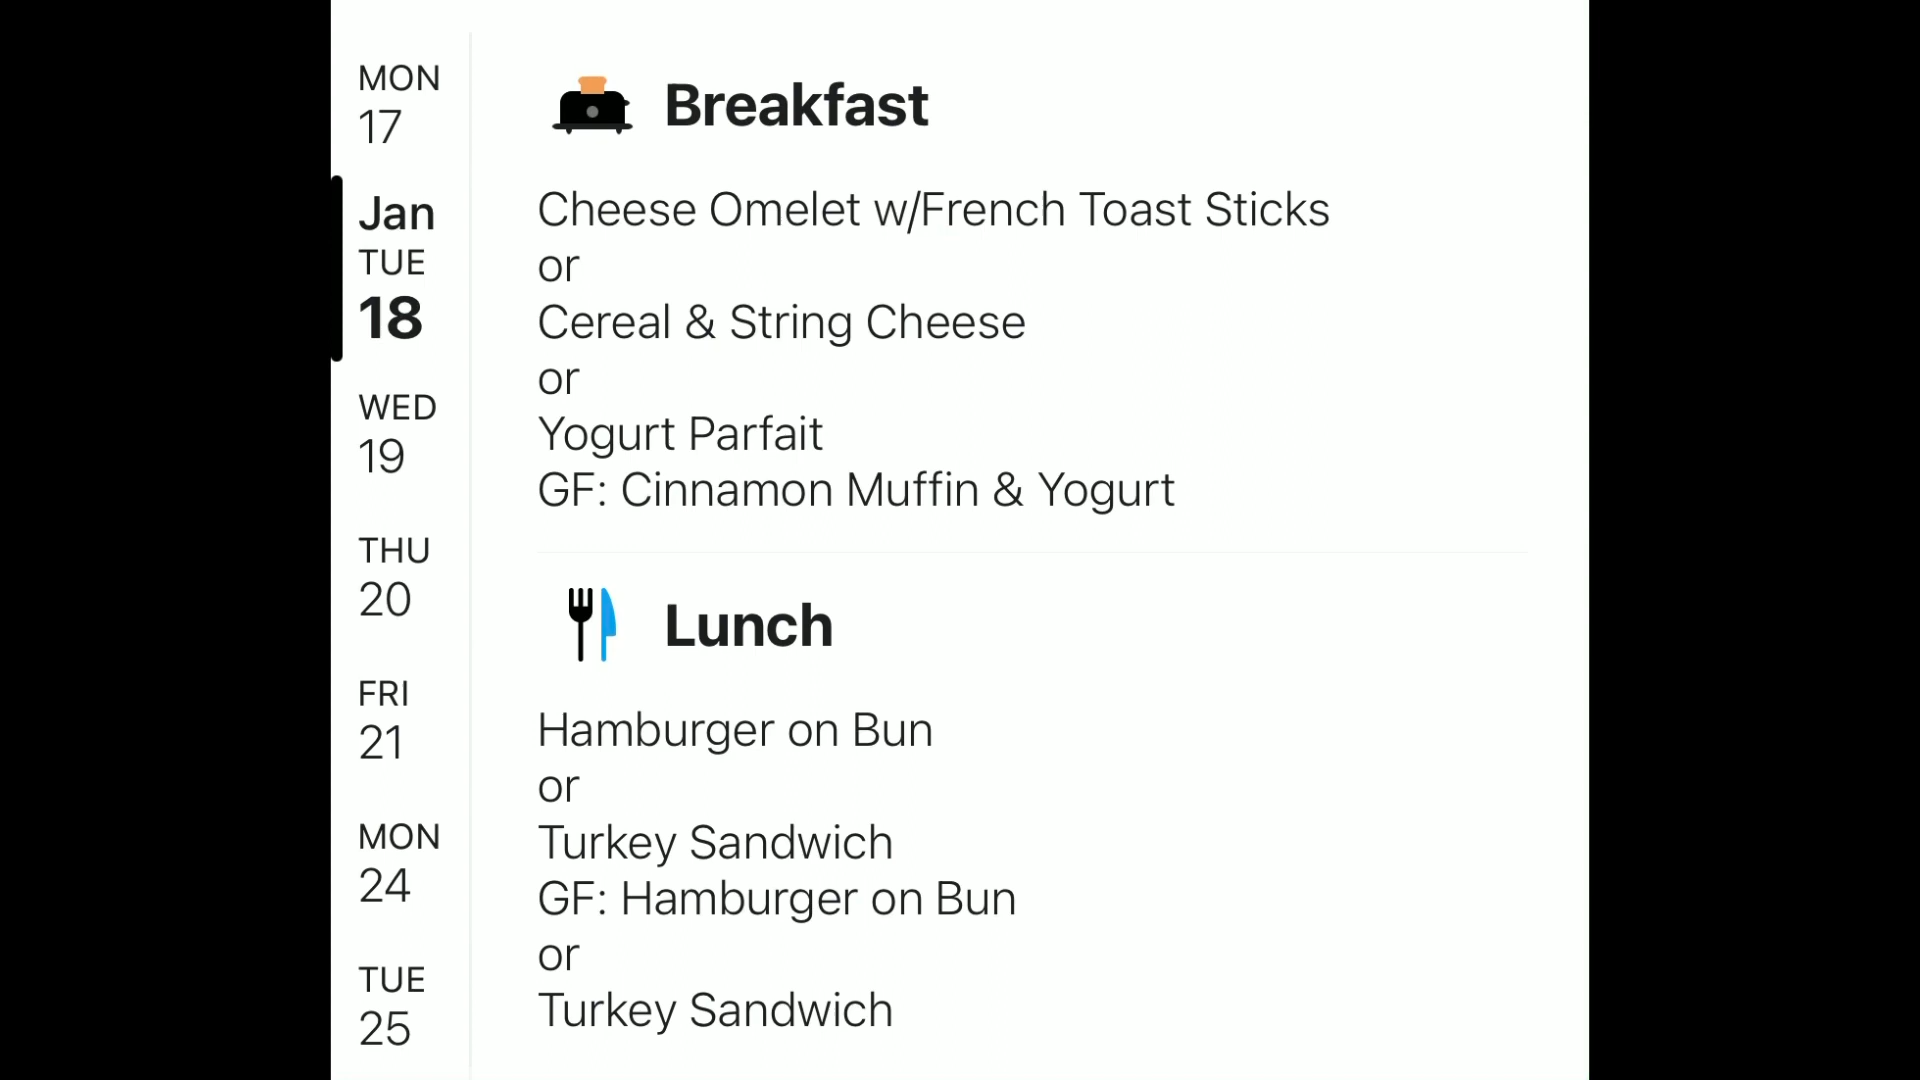 MON
17
Jan
TUE
18
WED
19
THU
20
FRI
21
MON
24
TUE
25
Breakfast
Cheese Omelet w/French Toast Sticks
or
Cereal & String Cheese
or
Yogurt Parfait
GF: Cinnamon Muffin & Yogurt
Lunch
Hamburger on Bun
or
Turkey Sandwich
GF: Hamburger on Bun
or
Turkey Sandwich